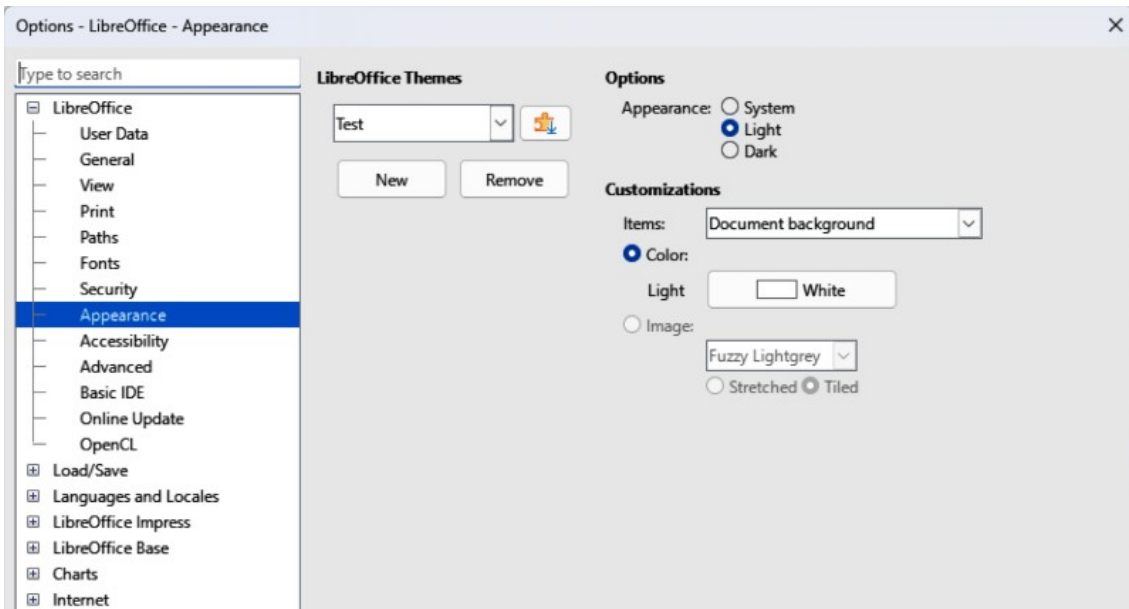 Options - LibreOffice - Appearance
Type to search
LibreOffice
User Data
General
View
Print
Paths
Fonts
Security
Appearance
Accessibility
Advanced
Basic IDE
Online Update
OpenCL
Load/Save
Languages and Locales
LibreOffice Impress
LibreOffice Base
Charts
Internet
LibreOffice Themes
Test
New Remove
Options
Appearance: System
Light
Dark
Customizations
Items: Document background
Color:
Light White
Image:
Fuzzy Lightgrey
Stretched Tiled